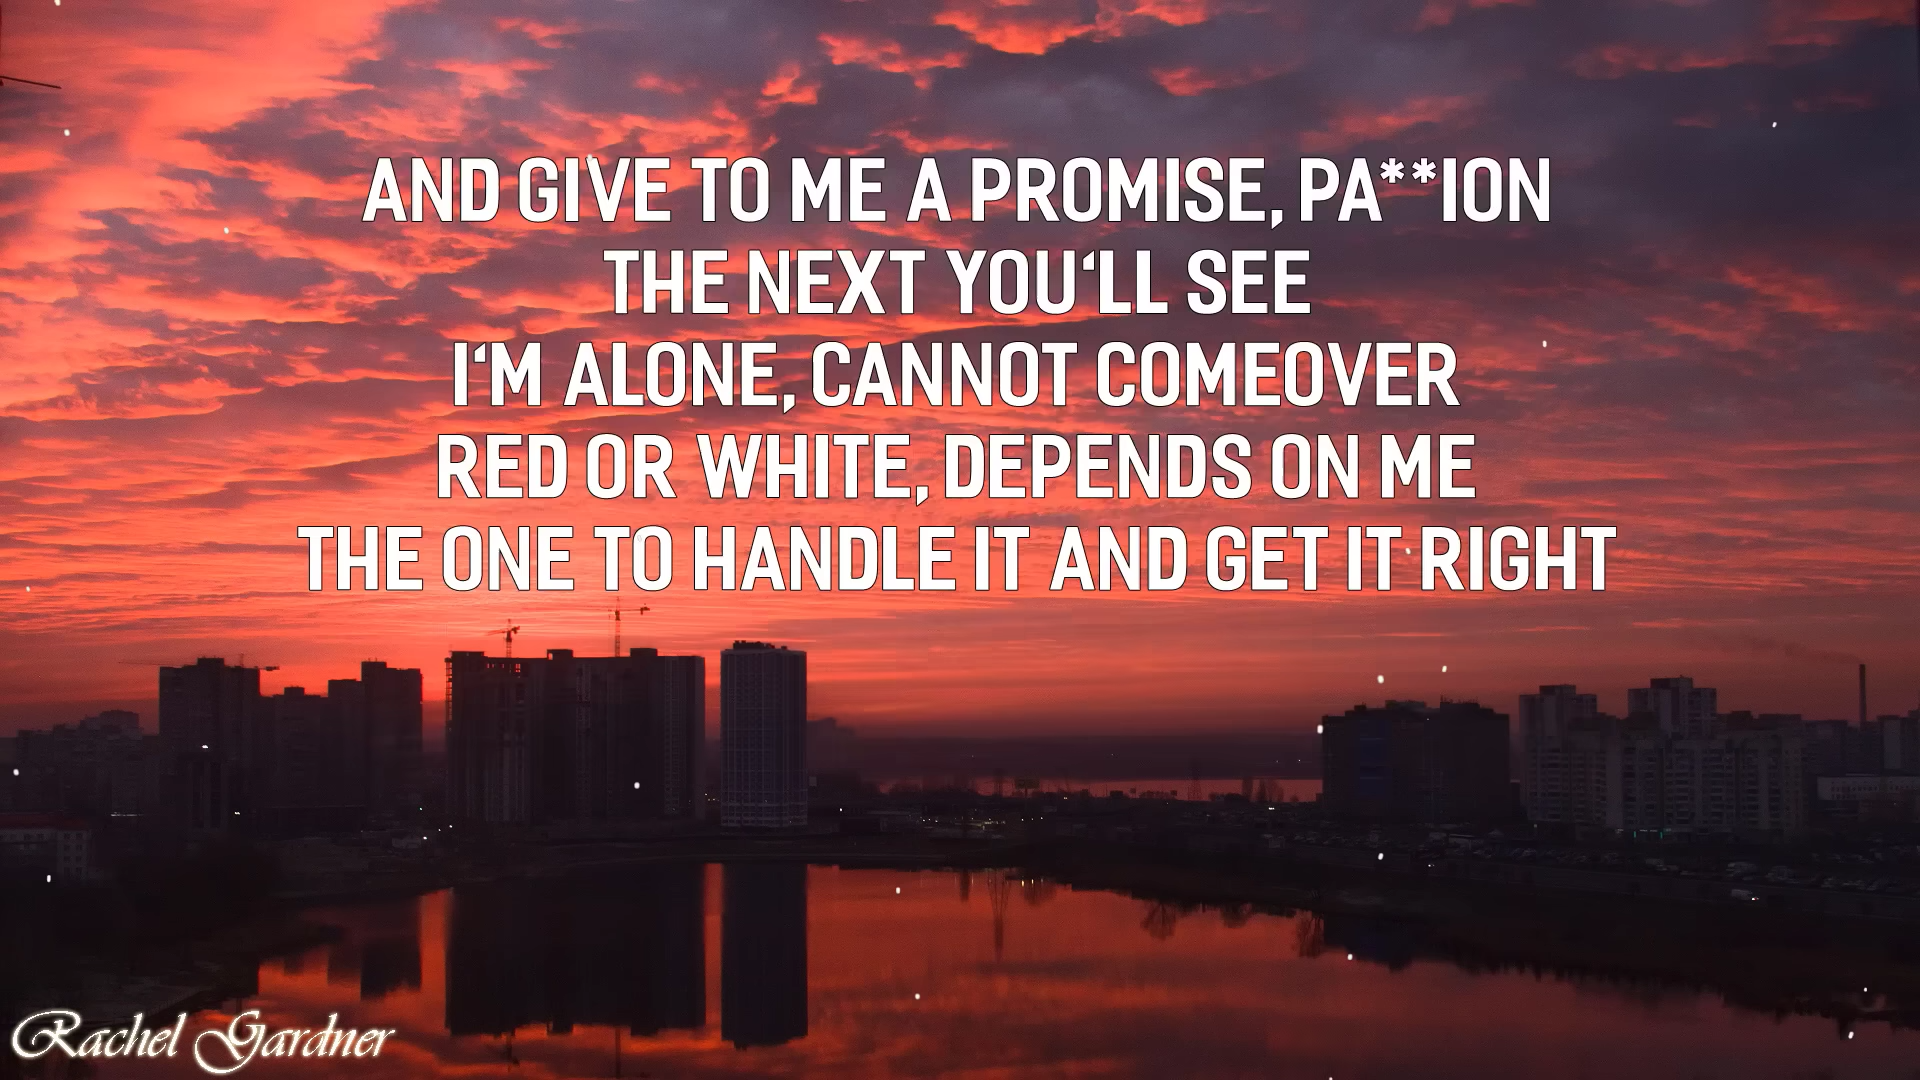 AND GIVE TO ME A PROMISE, PA**ION
THE NEXT YOU‘LL SEE
I‘M ALONE, CANNOT COMEOVER
RED OR WHITE, DEPENDS ON ME
THE ONE TO HANDLE IT AND GET IT RIGHT
Rachel Gardner